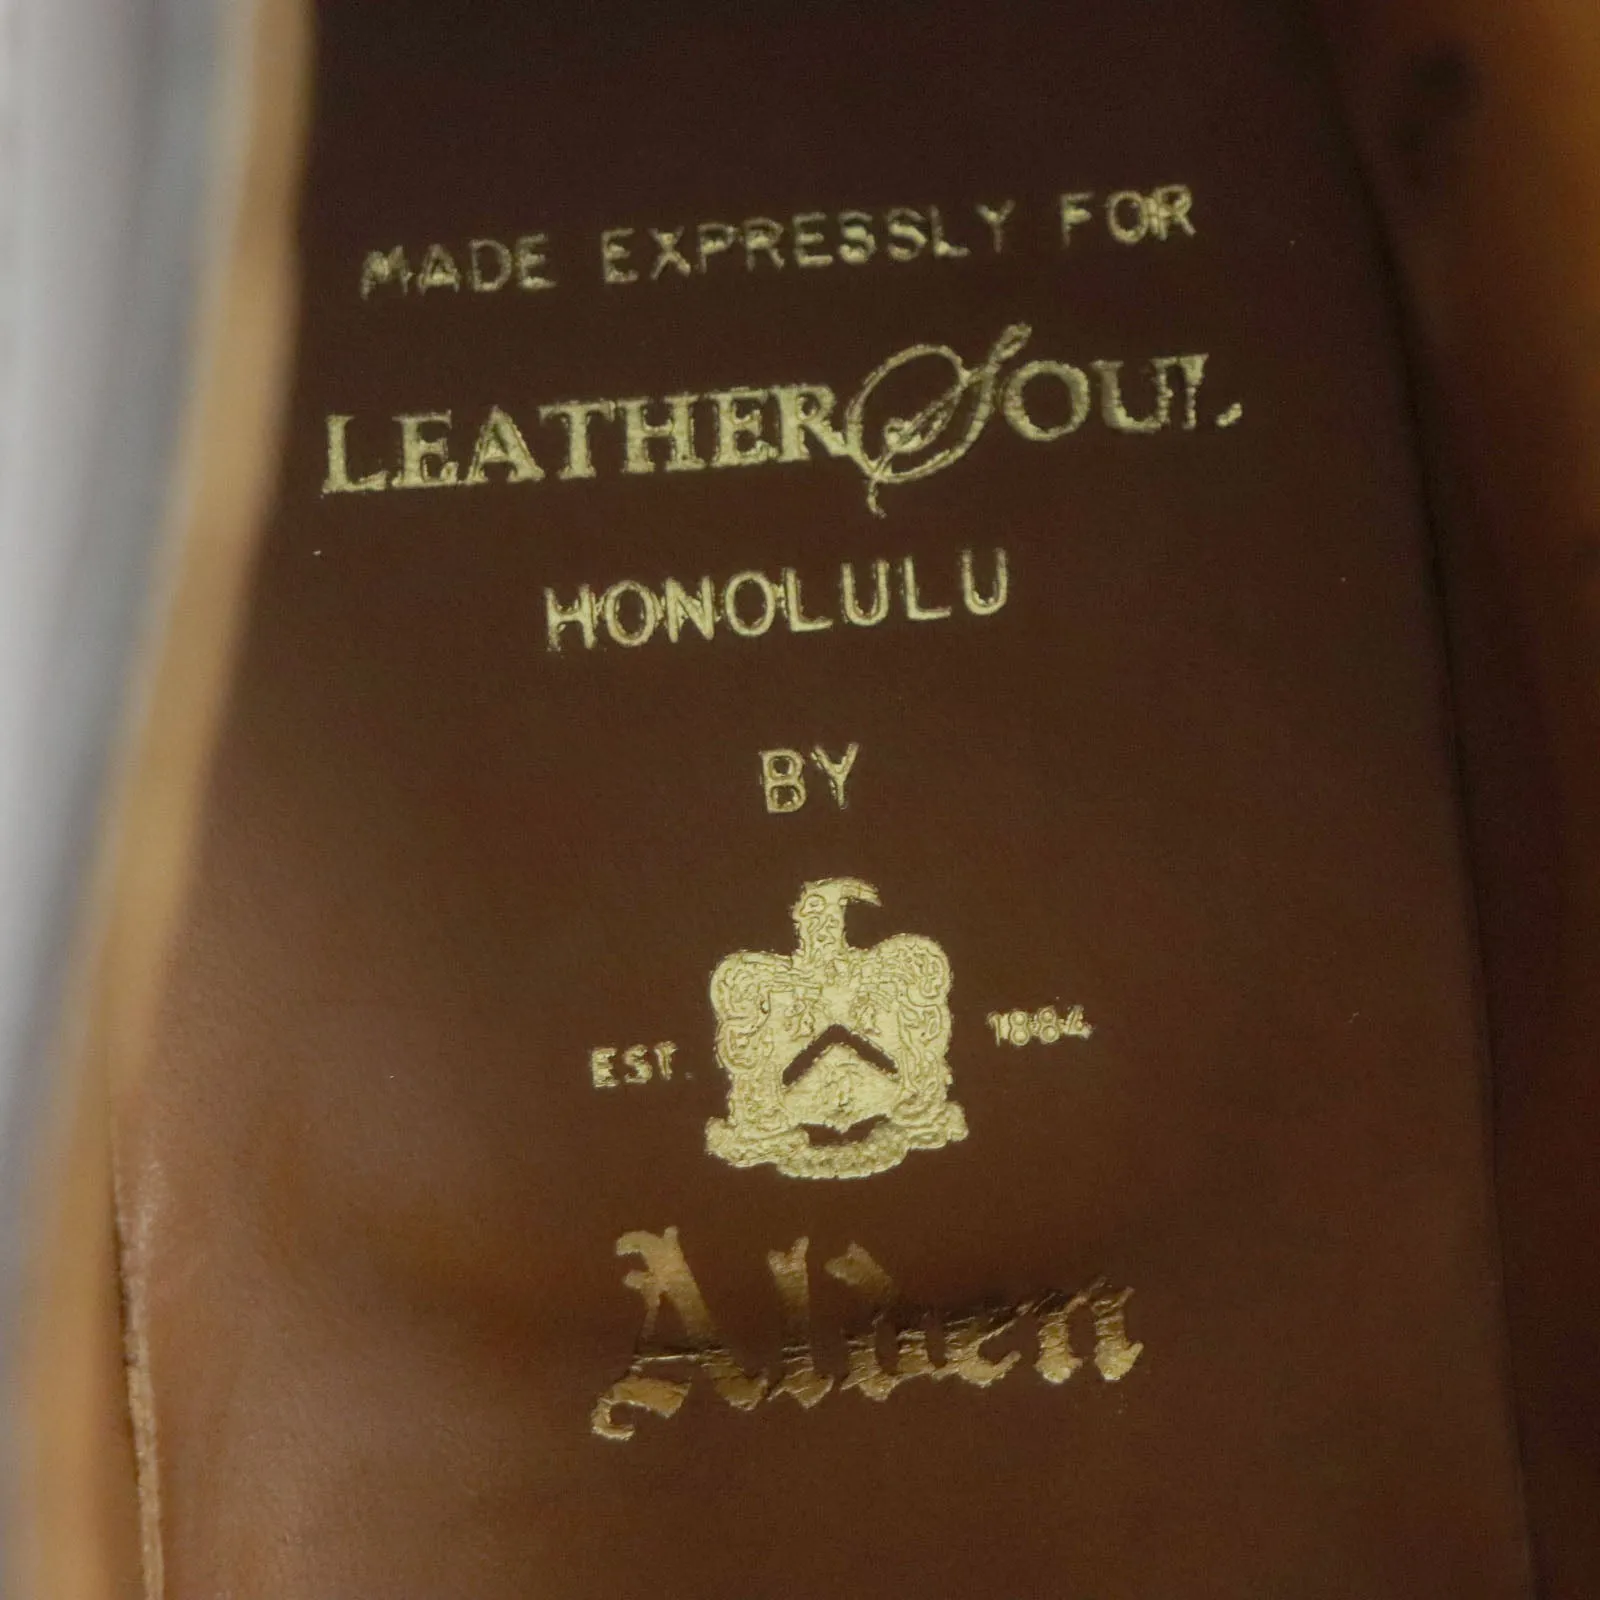 MADE EXPRESSLY FOR
LEATHERSOUL
HONOLULU
BY
EST. 1884
Alden